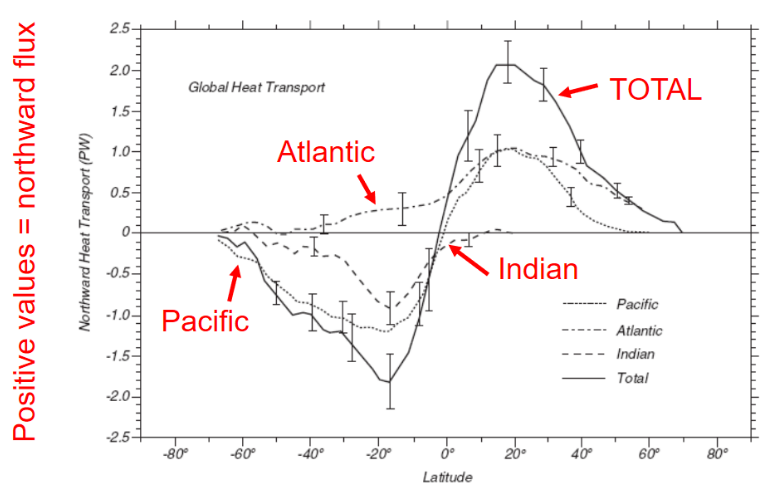 Positive values = northward flux
Northward Heat Transport (PW)
2.5
2.0
1.5
1.0
0.5
0
-0.5
-1.0
-1.5
-2.0
-2.5
Global Heat Transport
TOTAL
Atlantic
Indian
Pacific
Pacific
Atlantic
Indian
Total
-80° -60° -40° -20° 0° 20° 40° 60° 80°
Latitude